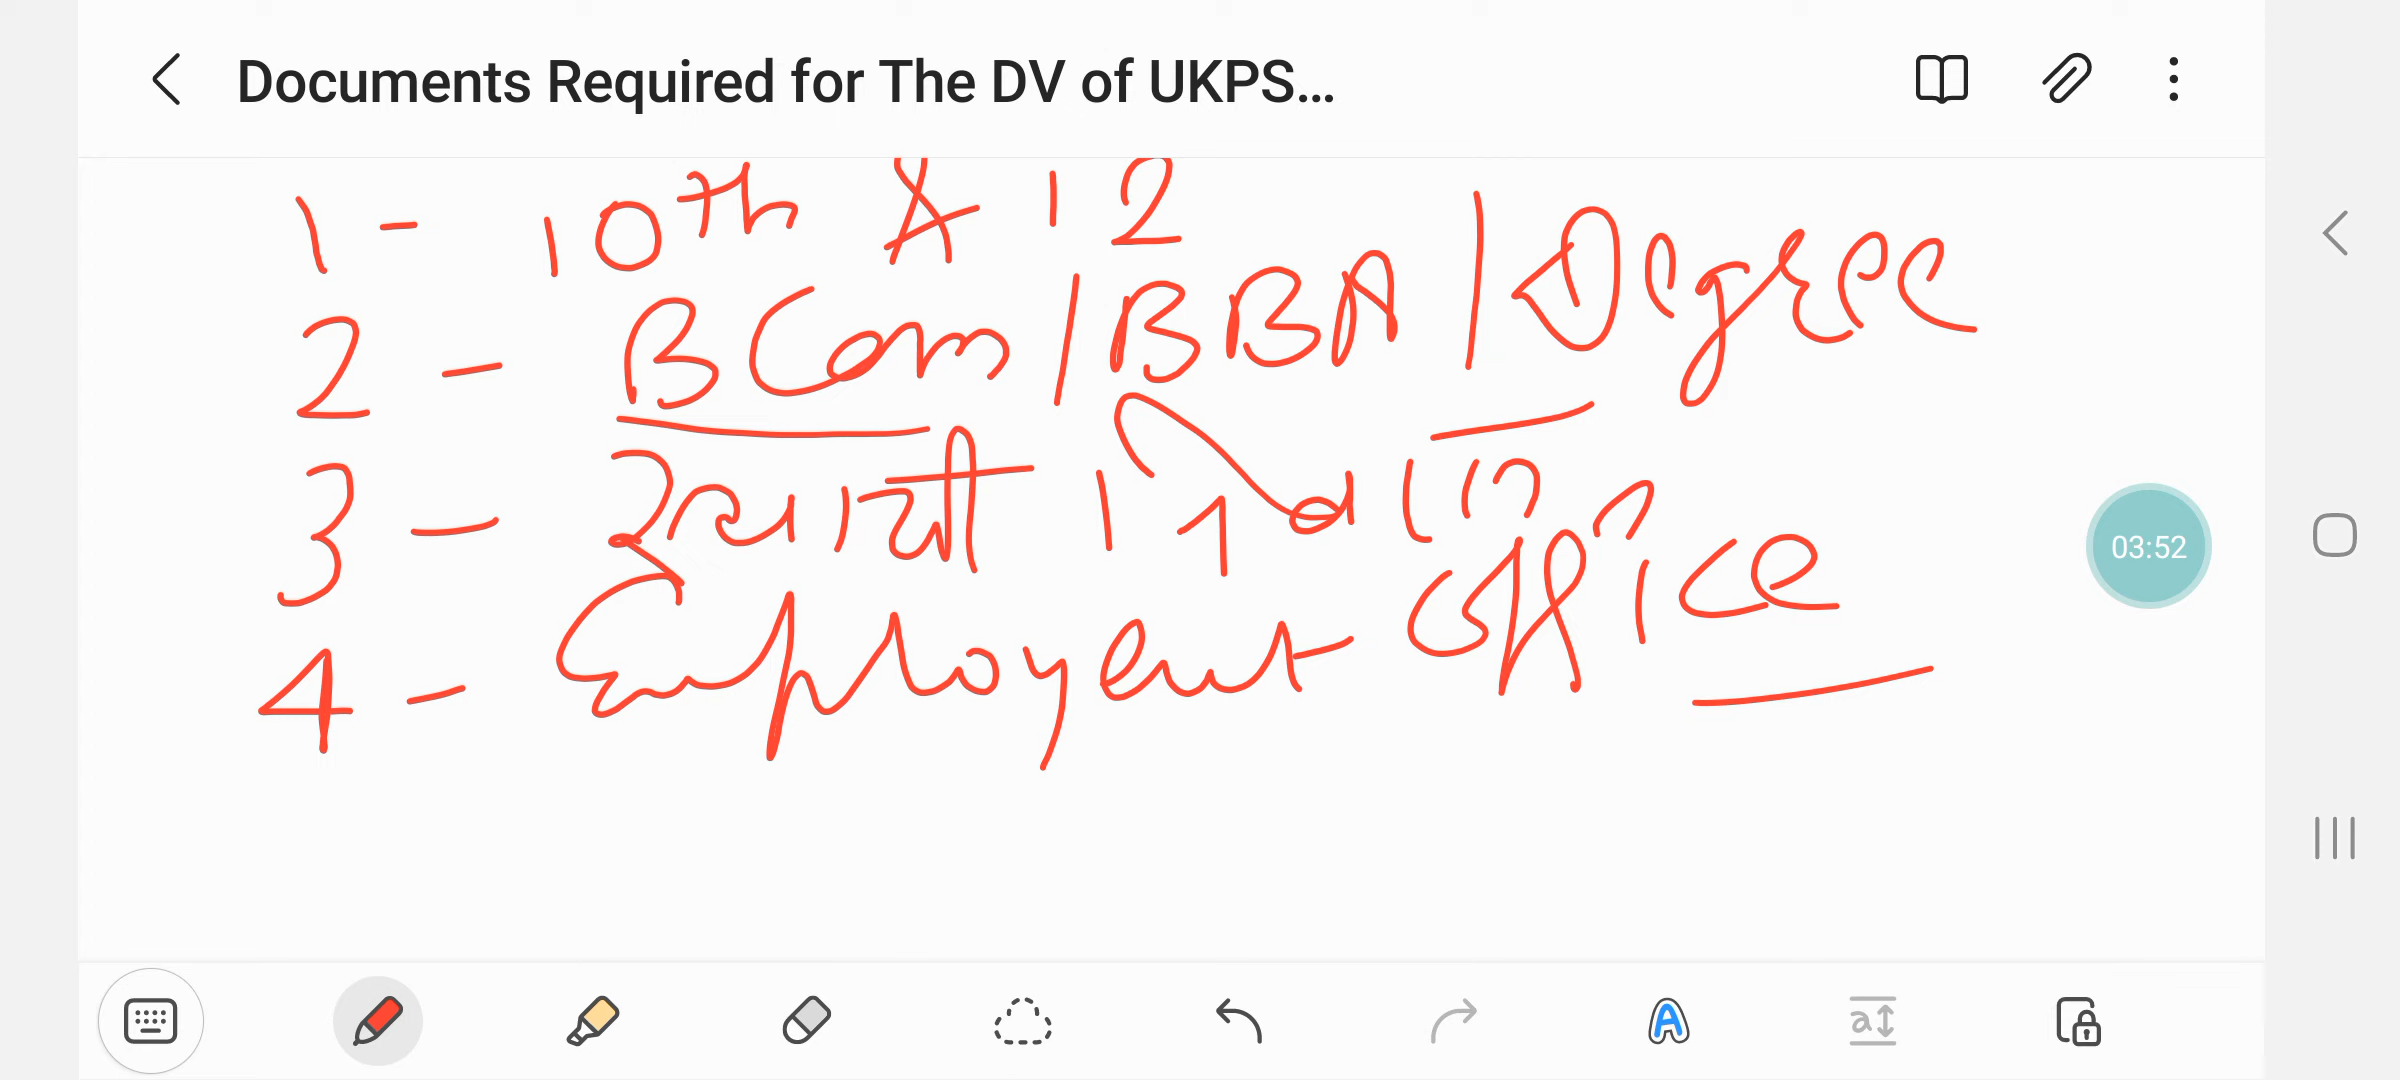 Documents Required for The DV of UKPS...
1 - 10th & 12
2 - BCom / BBA / Degree
3 - स्थायी निवास
4 - Employent office
03:52